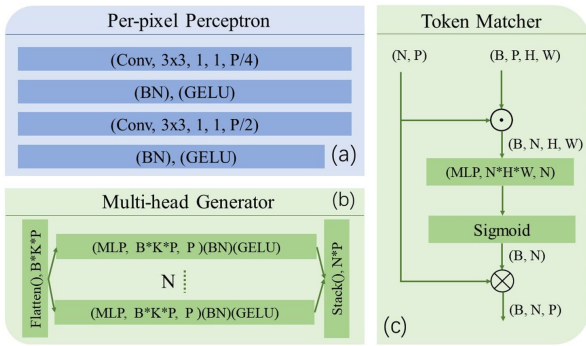 Per-pixel Perceptron
(Conv, 3x3, 1, 1, P/4)
(BN), (GELU)
(Conv, 3x3, 1, 1, P/2)
(BN), (GELU)
(a)
(b)
Multi-head Generator
Flatten(), B*K*P
(MLP, B*K*P, P )(BN)(GELU)
N
(MLP, B*K*P, P )(BN)(GELU)
Stack(), N*P
Token Matcher
(N, P)
(B, P, H, W)
(B, N, H, W)
(MLP, N*H*W, N)
Sigmoid
(B, N)
(B, N, P)
(c)